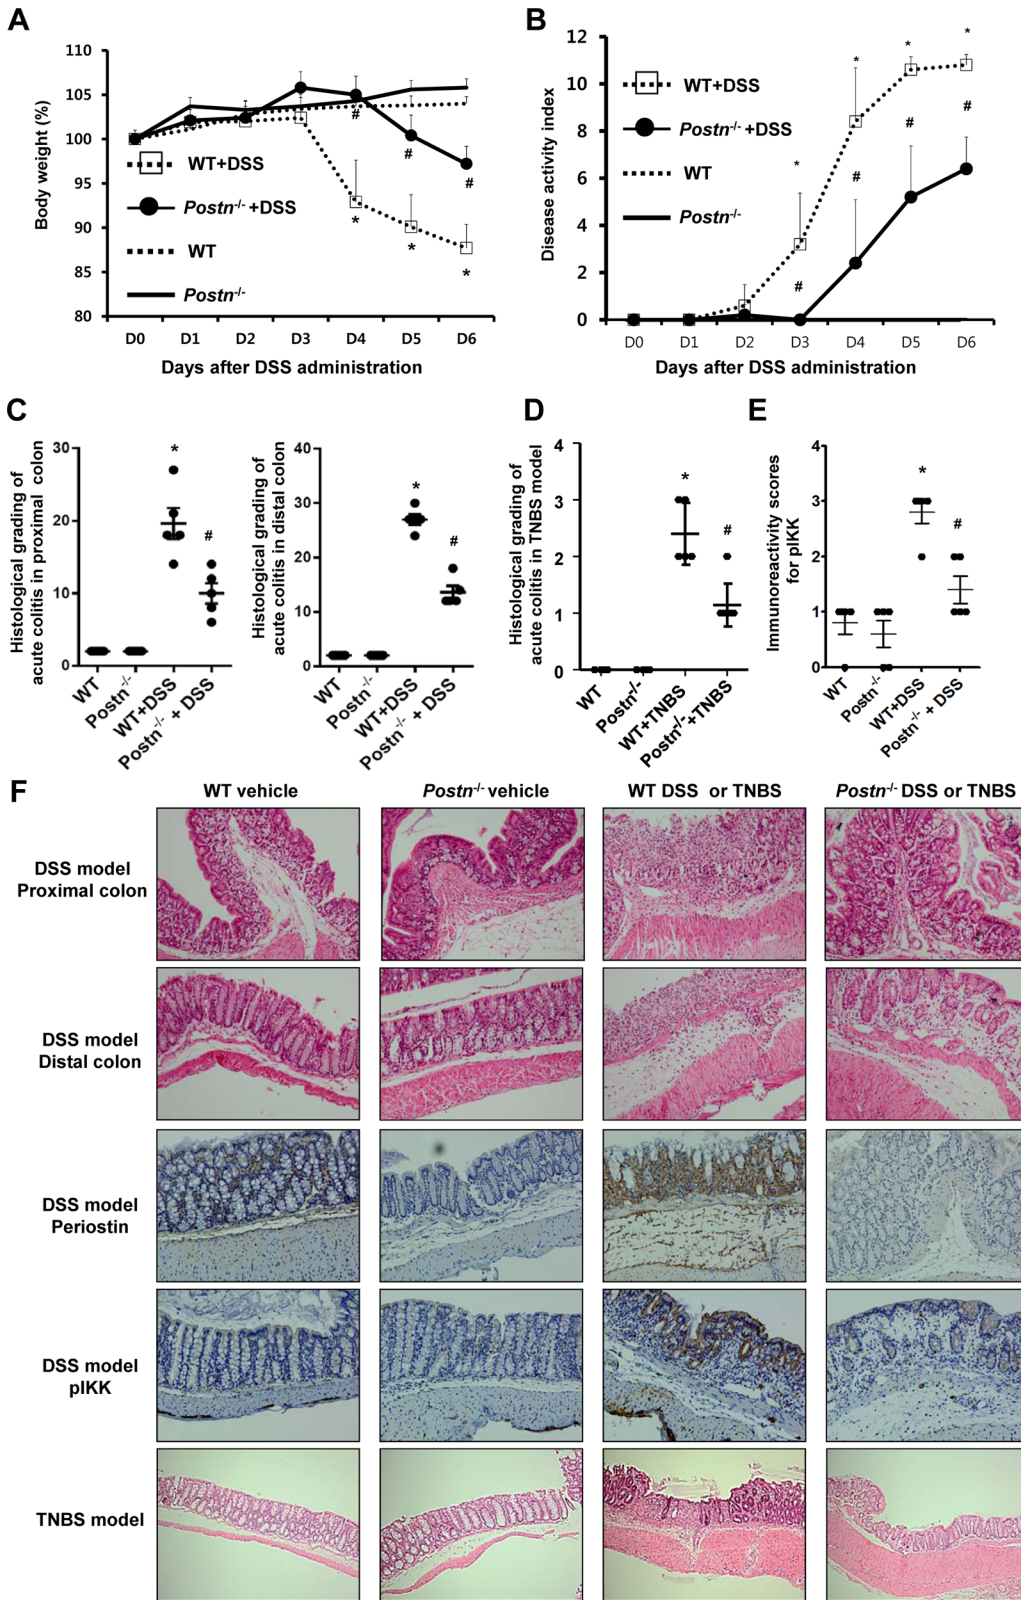 A
Body weight (%)
110
105
100
95
90
85
80
WT+DSS
Postn-/- +DSS
WT
Postn-/-
#
#
#
*
*
*
D0 D1 D2 D3 D4 D5 D6
Days after DSS administration
B
Disease activity index
12
10
8
6
4
2
0
WT+DSS
Postn-/- +DSS
WT
Postn-/-
*
*
*
*
#
#
#
#
D0 D1 D2 D3 D4 D5 D6
Days after DSS administration
C
Histological grading of
acute colitis in proximal colon
30
20
10
0
*
#
WT
Postn-/-
WT+DSS
Postn-/- + DSS
Histological grading of
acute colitis in distal colon
40
30
20
10
0
*
#
WT
Postn-/-
WT+DSS
Postn-/- + DSS
D
Histological grading of
acute colitis in TNBS model
4
3
2
1
0
*
#
WT
Postn-/-
WT+TNBS
Postn-/-+TNBS
E
Immunoreactivity scores
for pIKK
4
3
2
1
0
*
#
WT
Postn-/-
WT+DSS
Postn-/- + DSS
F
WT vehicle
Postn-/- vehicle
WT DSS or TNBS
Postn-/- DSS or TNBS
DSS model
Proximal colon
DSS model
Distal colon
DSS model
Periostin
DSS model
pIKK
TNBS model